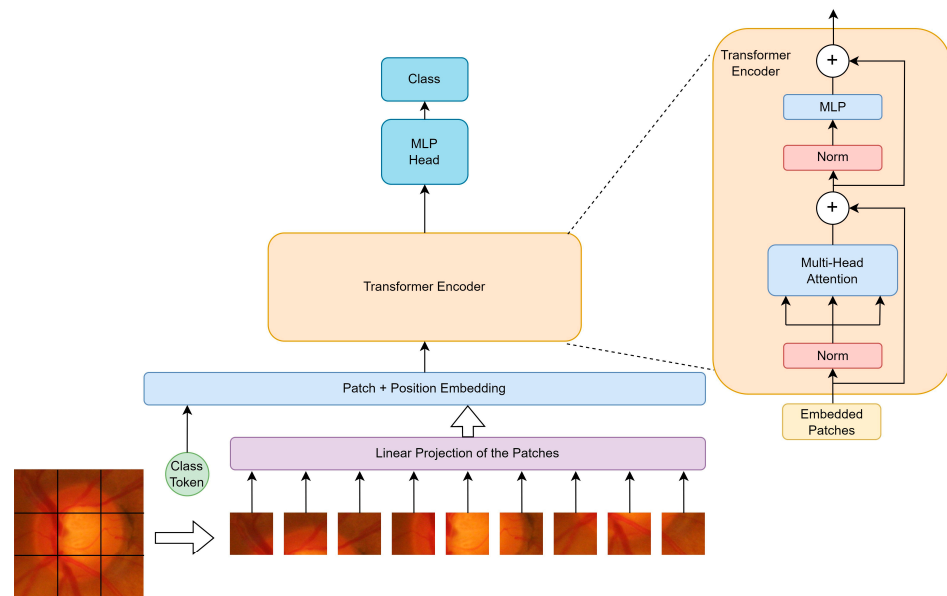 Class
MLP
Head
Transformer Encoder
Patch + Position Embedding
Class
Token
Linear Projection of the Patches
Transformer
Encoder
+
MLP
Norm
+
Multi-Head
Attention
Norm
Embedded
Patches